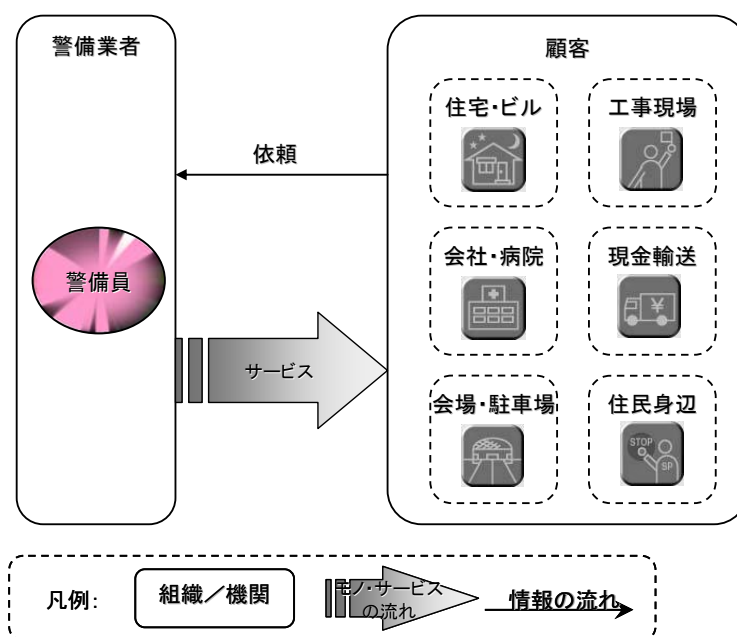 警備業者
顧客
住宅・ビル
工事現場
依頼
警備員
会社・病院
現金輸送
¥
サービス
会場・駐車場
住民身辺
STOP
SP
凡例:
組織／機関
モノ・サービス
の流れ
情報の流れ